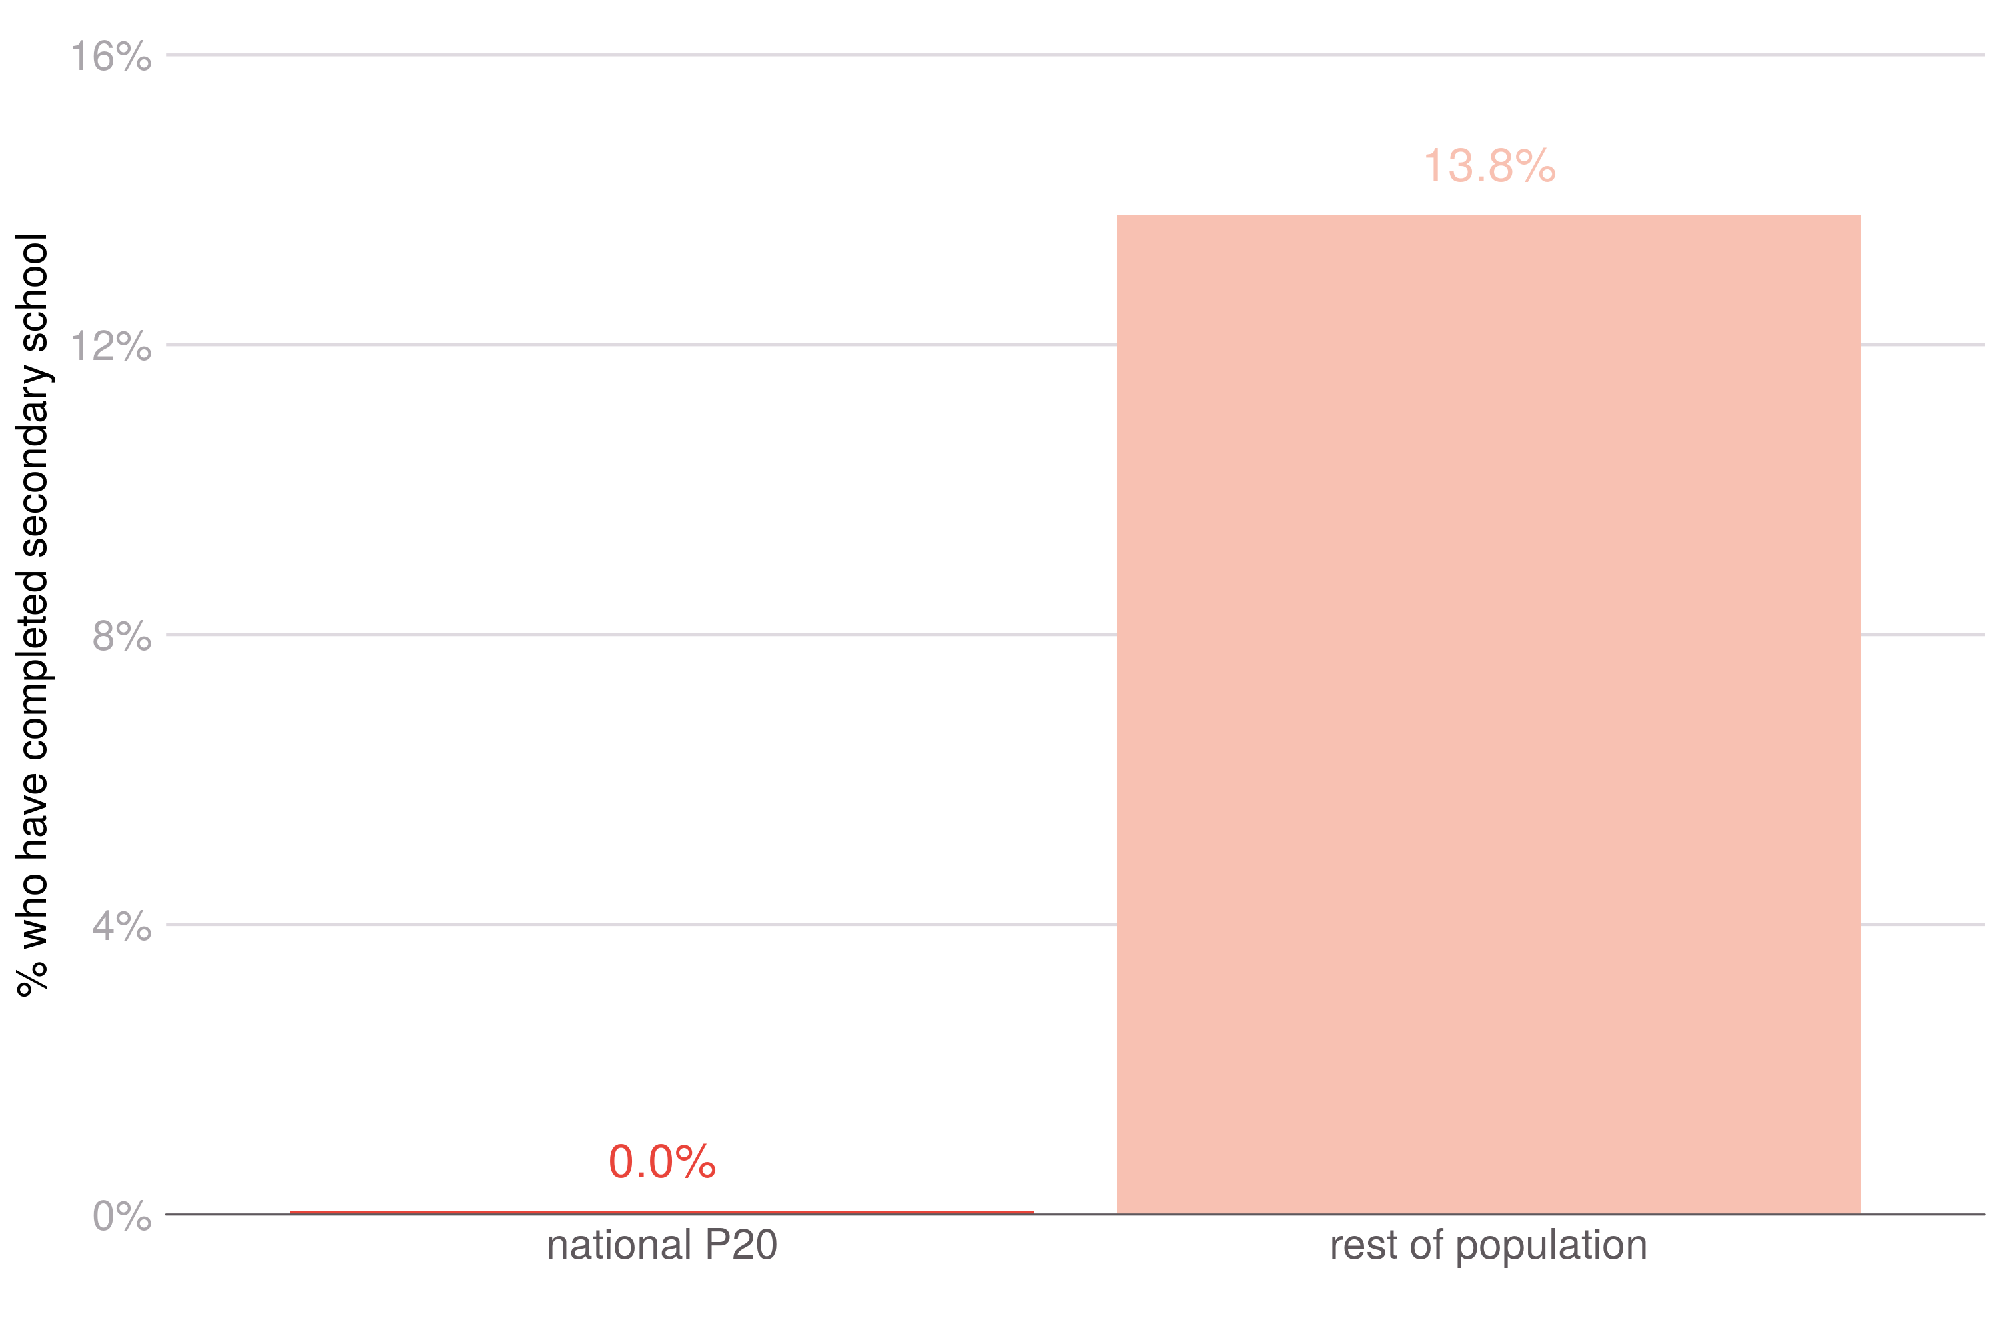 % who have completed secondary school
16%
12%
8%
4%
0%
13.8%
0.0%
national P20
rest of population